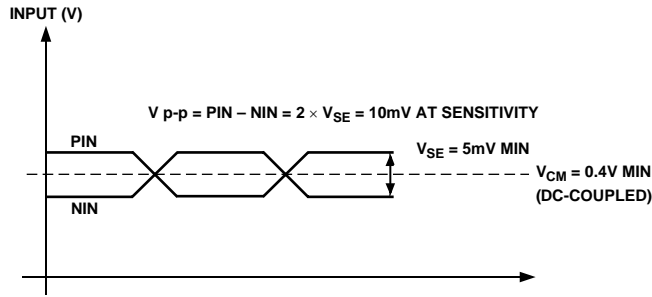 INPUT (V)
V p-p = PIN – NIN = 2 × VSE = 10mV AT SENSITIVITY
PIN
VSE = 5mV MIN
VCM = 0.4V MIN
(DC-COUPLED)
NIN